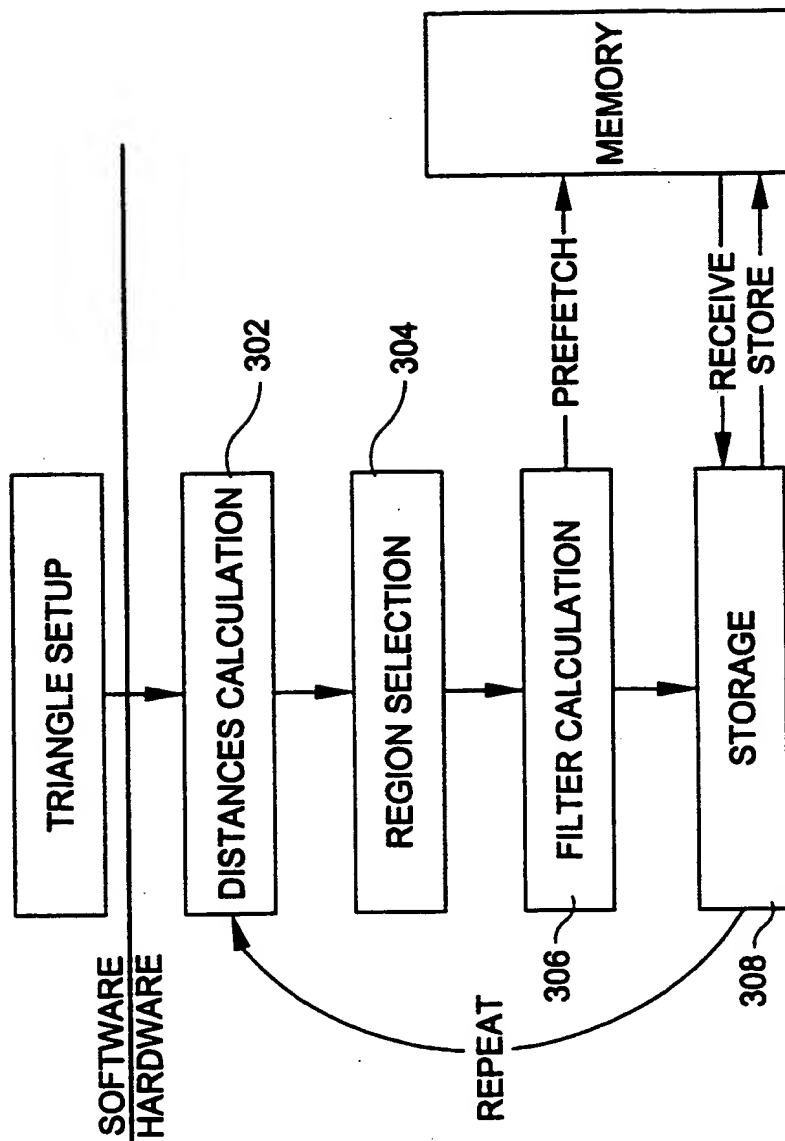 TRIANGLE SETUP
SOFTWARE
HARDWARE
302
DISTANCES CALCULATION
304
REGION SELECTION
306
FILTER CALCULATION
PREFETCH
MEMORY
RECEIVE
STORE
STORAGE
308
REPEAT